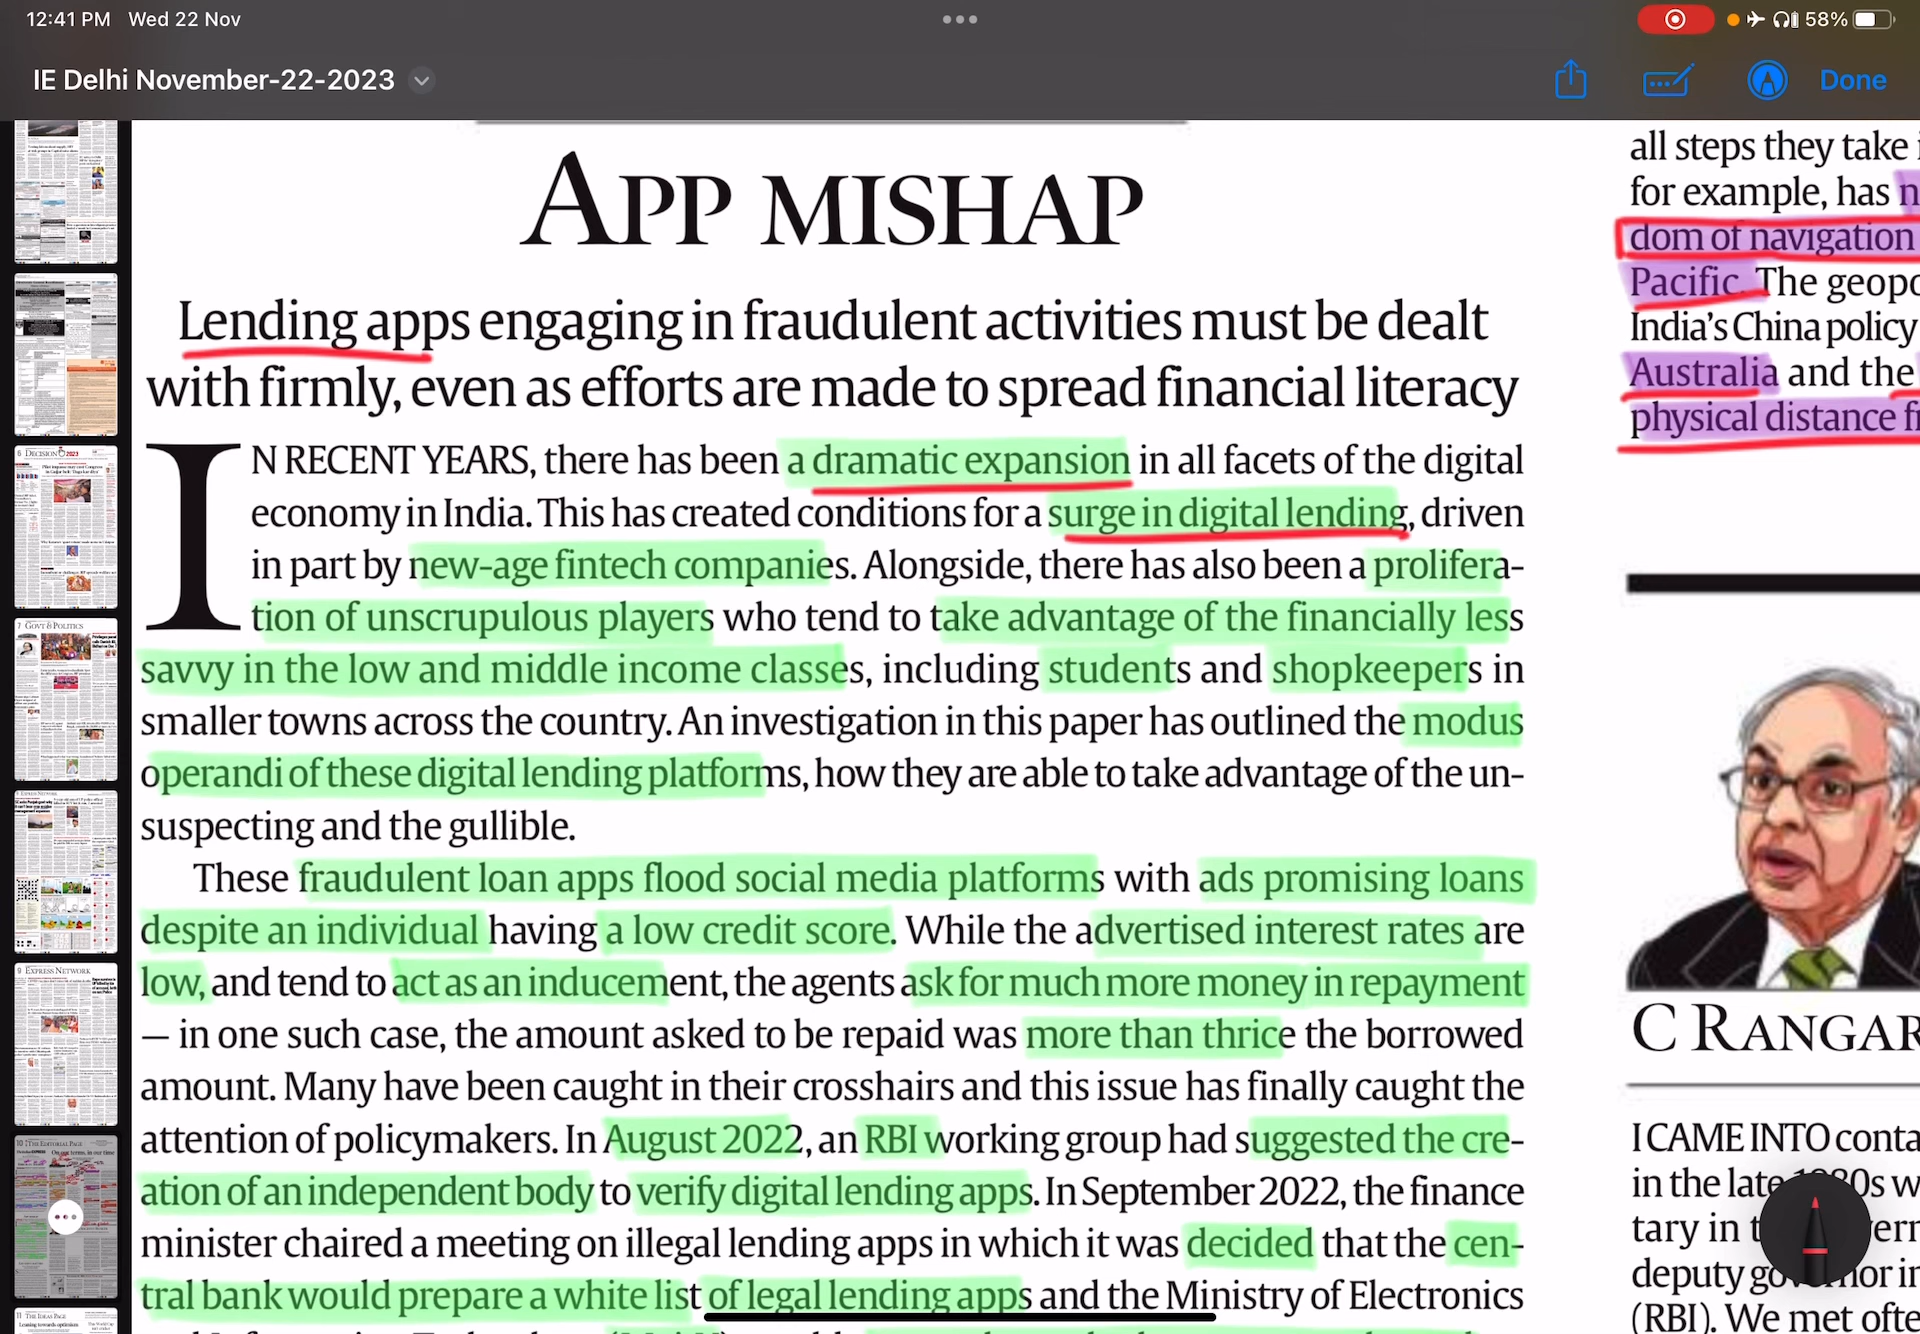 12:41 PM Wed 22 Nov
58%
IE Delhi November-22-2023
Done
APP MISHAP
Lending apps engaging in fraudulent activities must be dealt
with firmly, even as efforts are made to spread financial literacy
IN RECENT YEARS, there has been a dramatic expansion in all facets of the digital
economy in India. This has created conditions for a surge in digital lending, driven
in part by new-age fintech companies. Alongside, there has also been a prolifera-
tion of unscrupulous players who tend to take advantage of the financially less
savvy in the low and middle income classes, including students and shopkeepers in
smaller towns across the country. An investigation in this paper has outlined the modus
operandi of these digital lending platforms, how they are able to take advantage of the un-
suspecting and the gullible.
These fraudulent loan apps flood social media platforms with ads promising loans
despite an individual having a low credit score. While the advertised interest rates are
low, and tend to act as an inducement, the agents ask for much more money in repayment
— in one such case, the amount asked to be repaid was more than thrice the borrowed
amount. Many have been caught in their crosshairs and this issue has finally caught the
attention of policymakers. In August 2022, an RBI working group had suggested the cre-
ation of an independent body to verify digital lending apps. In September 2022, the finance
minister chaired a meeting on illegal lending apps in which it was decided that the cen-
tral bank would prepare a white list of legal lending apps and the Ministry of Electronics
all steps they take
for example, has
dom of navigation
Pacific. The
India's China policy
Australia and the
physical distance
C
I CAME INTO
in the late
tary in
deputy
(RBI). We met